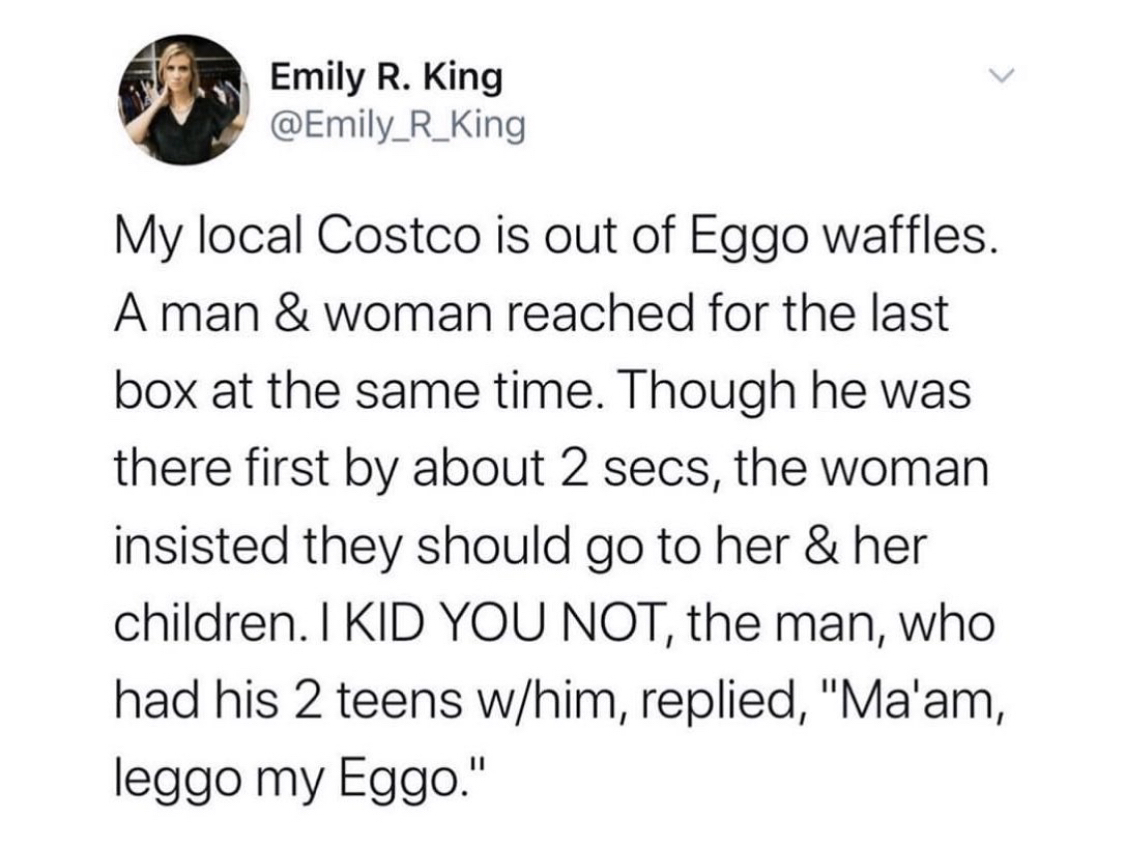 Emily R. King
@Emily_R_King
My local Costco is out of Eggo waffles.
A man & woman reached for the last
box at the same time. Though he was
there first by about 2 secs, the woman
insisted they should go to her & her
children. I KID YOU NOT, the man, who
had his 2 teens w/him, replied, "Ma'am,
leggo my Eggo."